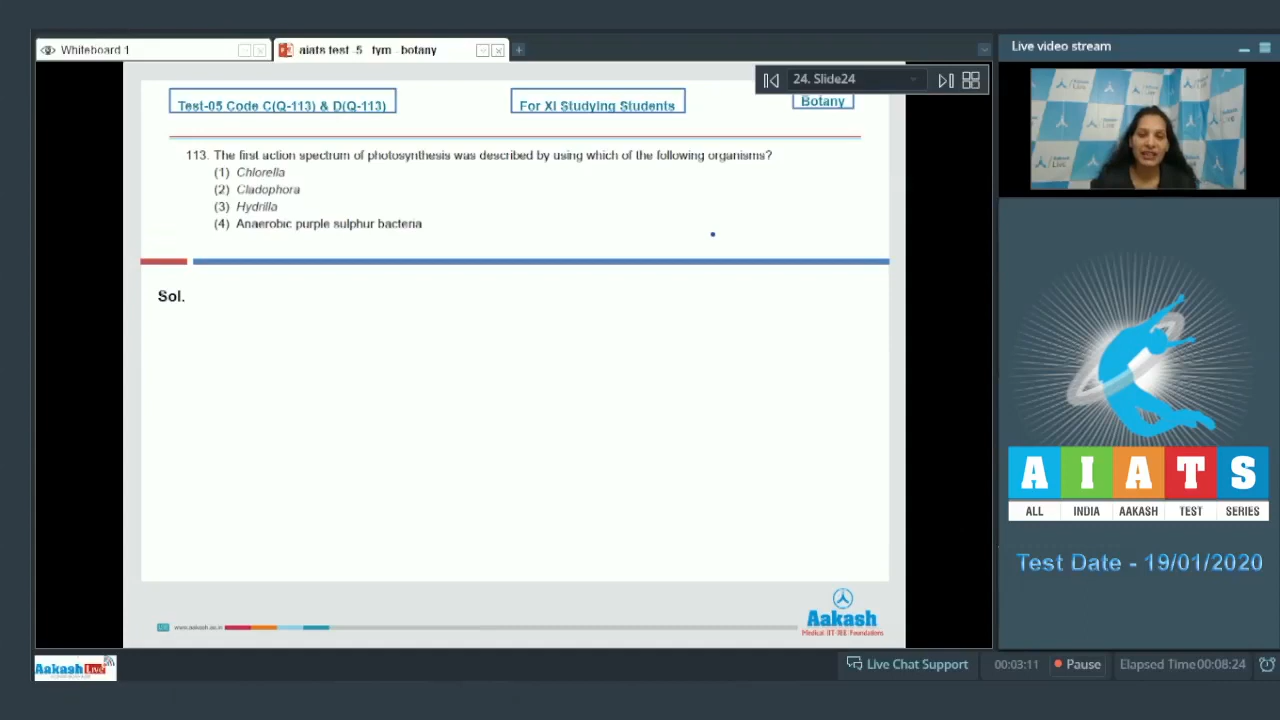 Whiteboard 1
aiats test -5 _ tym _ botany
Live video stream
24. Slide24
Test-05 Code C(Q-113) & D(Q-113)
For XI Studying Students
Botany
113. The first action spectrum of photosynthesis was described by using which of the following organisms?
(1) Chlorella
(2) Cladophora
(3) Hydrilla
(4) Anaerobic purple sulphur bacteria
Sol.
A I A T S
ALL INDIA AAKASH TEST SERIES
Test Date - 19/01/2020
www.aakash.ac.in
Aakash
Medical IIT-JEE Foundations
Aakash Live
Live Chat Support
00:03:11
Pause
Elapsed Time 00:08:24